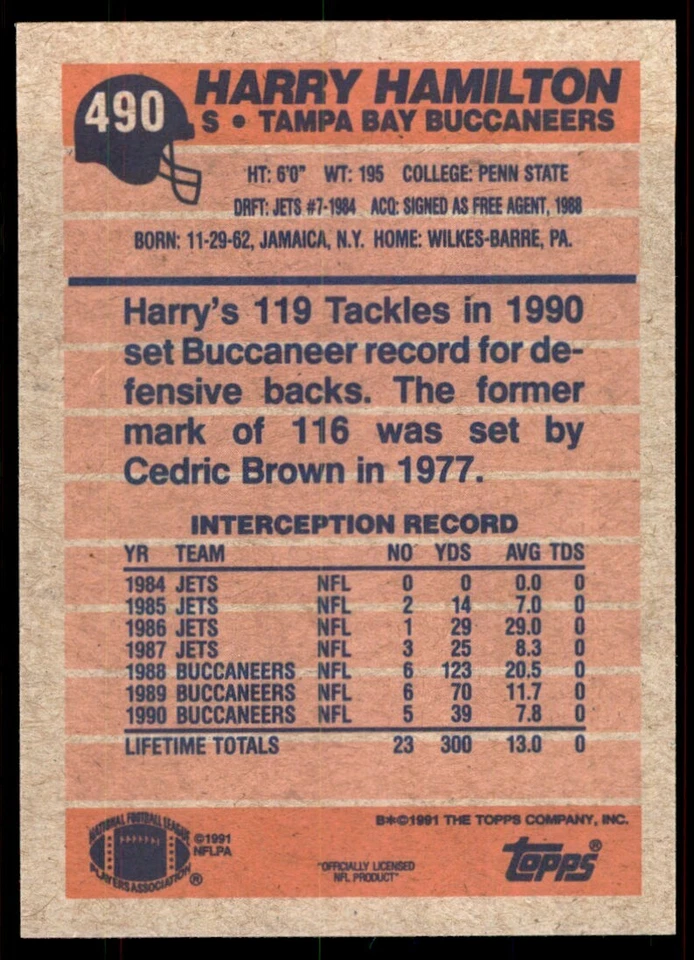 490
HARRY HAMILTON
S • TAMPA BAY BUCCANEERS
HT: 6'0" WT: 195 COLLEGE: PENN STATE
DRFT: JETS #7-1984 ACQ: SIGNED AS FREE AGENT, 1988
BORN: 11-29-62, JAMAICA, N.Y. HOME: WILKES-BARRE, PA.
Harry's 119 Tackles in 1990
set Buccaneer record for de-
fensive backs. The former
mark of 116 was set by
Cedric Brown in 1977.
INTERCEPTION RECORD
YR TEAM NO YDS AVG TDS
1984 JETS NFL 0 0 0.0 0
1985 JETS NFL 2 14 7.0 0
1986 JETS NFL 1 29 29.0 0
1987 JETS NFL 3 25 8.3 0
1988 BUCCANEERS NFL 6 123 20.5 0
1989 BUCCANEERS NFL 6 70 11.7 0
1990 BUCCANEERS NFL 5 39 7.8 0
LIFETIME TOTALS 23 300 13.0 0
NATIONAL FOOTBALL LEAGUE
PLAYERS ASSOCIATION ®
©1991
NFLPA
"OFFICIALLY LICENSED
NFL PRODUCT"
B*©1991 THE TOPPS COMPANY, INC.
topps®